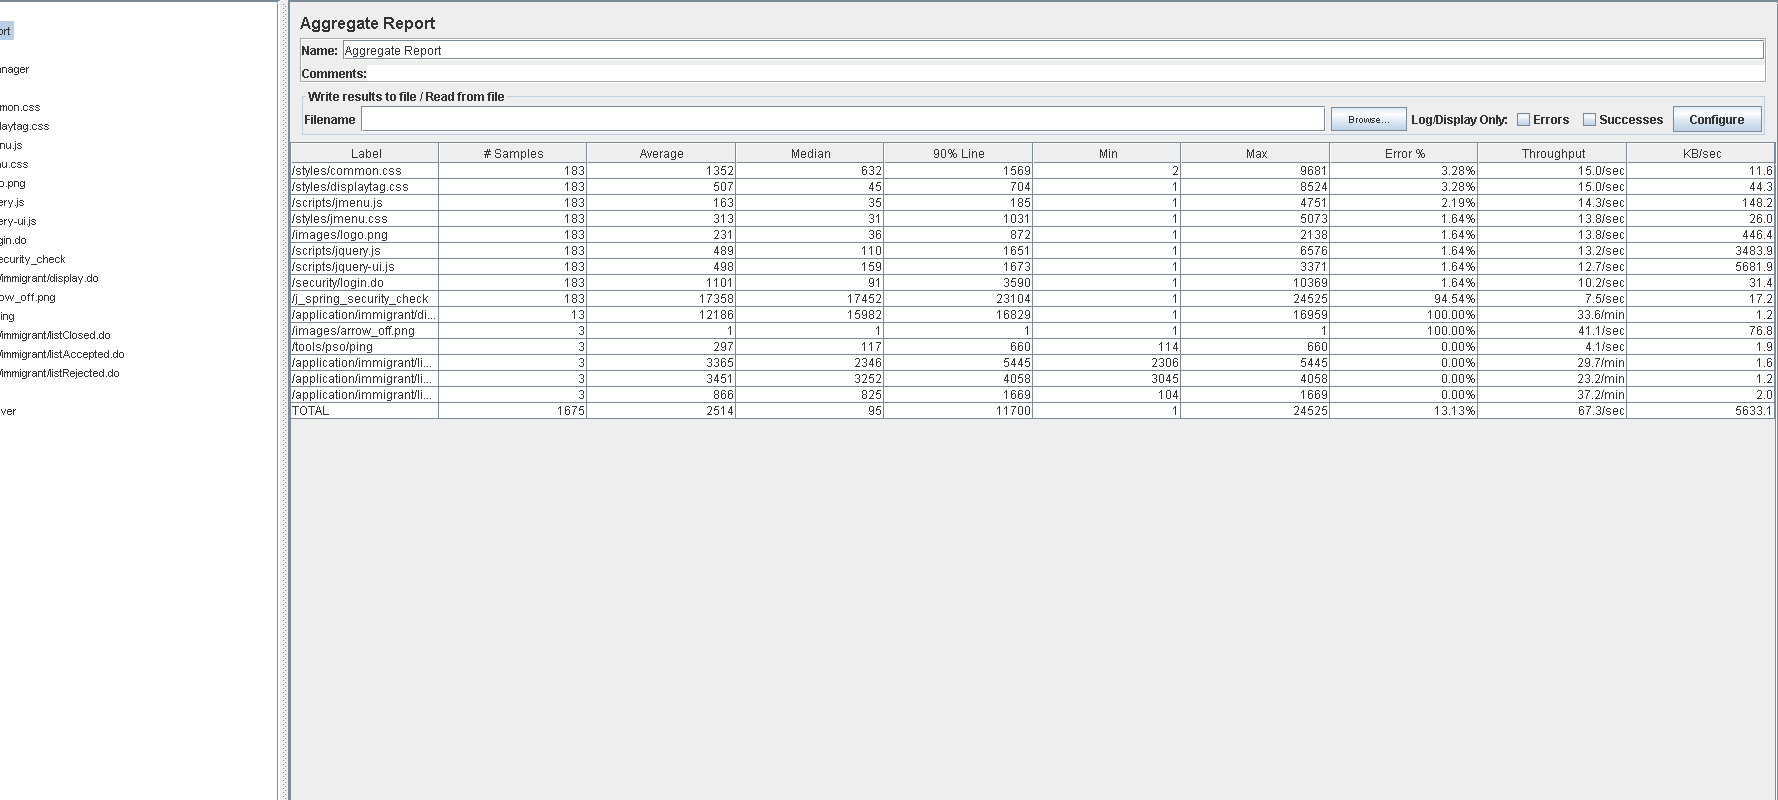 ort
anager
mon.css
laytag.css
nu.js
nu.css
o.png
ery.js
ery-ui.js
gin.do
ecurity_check
/immigrant/display.do
ow_off.png
ing
/immigrant/listClosed.do
/immigrant/listAccepted.do
/immigrant/listRejected.do
ver
Aggregate Report
Name: Aggregate Report
Comments:
Write results to file / Read from file
Filename Browse... Log/Display Only: Errors Successes Configure
Label # Samples Average Median 90% Line Min Max Error % Throughput KB/sec
/styles/common.css 183 1352 632 1569 2 9681 3.28% 15.0/sec 11.6
/styles/displaytag.css 183 507 45 704 1 8524 3.28% 15.0/sec 44.3
/scripts/jmenu.js 183 163 35 185 1 4751 2.19% 14.3/sec 148.2
/styles/jmenu.css 183 313 31 1031 1 5073 1.64% 13.8/sec 26.0
/images/logo.png 183 231 36 872 1 2138 1.64% 13.8/sec 446.4
/scripts/jquery.js 183 489 110 1651 1 6576 1.64% 13.2/sec 3483.9
/scripts/jquery-ui.js 183 498 159 1673 1 3371 1.64% 12.7/sec 5681.9
/security/login.do 183 1101 91 3590 1 10369 1.64% 10.2/sec 31.4
/j_spring_security_check 183 17358 17452 23104 1 24525 94.54% 7.5/sec 17.2
/application/immigrant/di... 13 12186 15982 16829 1 16959 100.00% 33.6/min 1.2
/images/arrow_off.png 3 1 1 1 1 1 100.00% 41.1/sec 76.8
/tools/pso/ping 3 297 117 660 114 660 0.00% 4.1/sec 1.9
/application/immigrant/li... 3 3365 2346 5445 2306 5445 0.00% 29.7/min 1.6
/application/immigrant/li... 3 3451 3252 4058 3045 4058 0.00% 23.2/min 1.2
/application/immigrant/li... 3 866 825 1669 104 1669 0.00% 37.2/min 2.0
TOTAL 1675 2514 95 11700 1 24525 13.13% 67.3/sec 5633.1